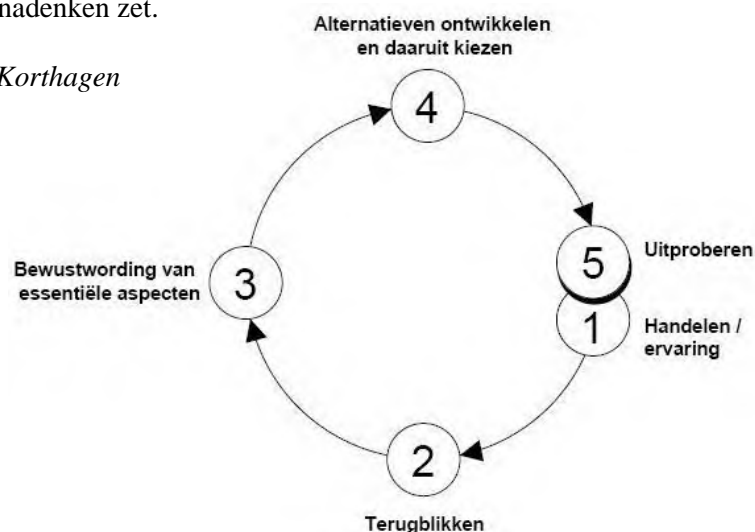 nadenken zet.
Korthagen
Alternatieven ontwikkelen
en daaruit kiezen
4
5
Uitproberen
Bewustwording van
essentiële aspecten
3
1
Handelen /
ervaring
2
Terugblikken